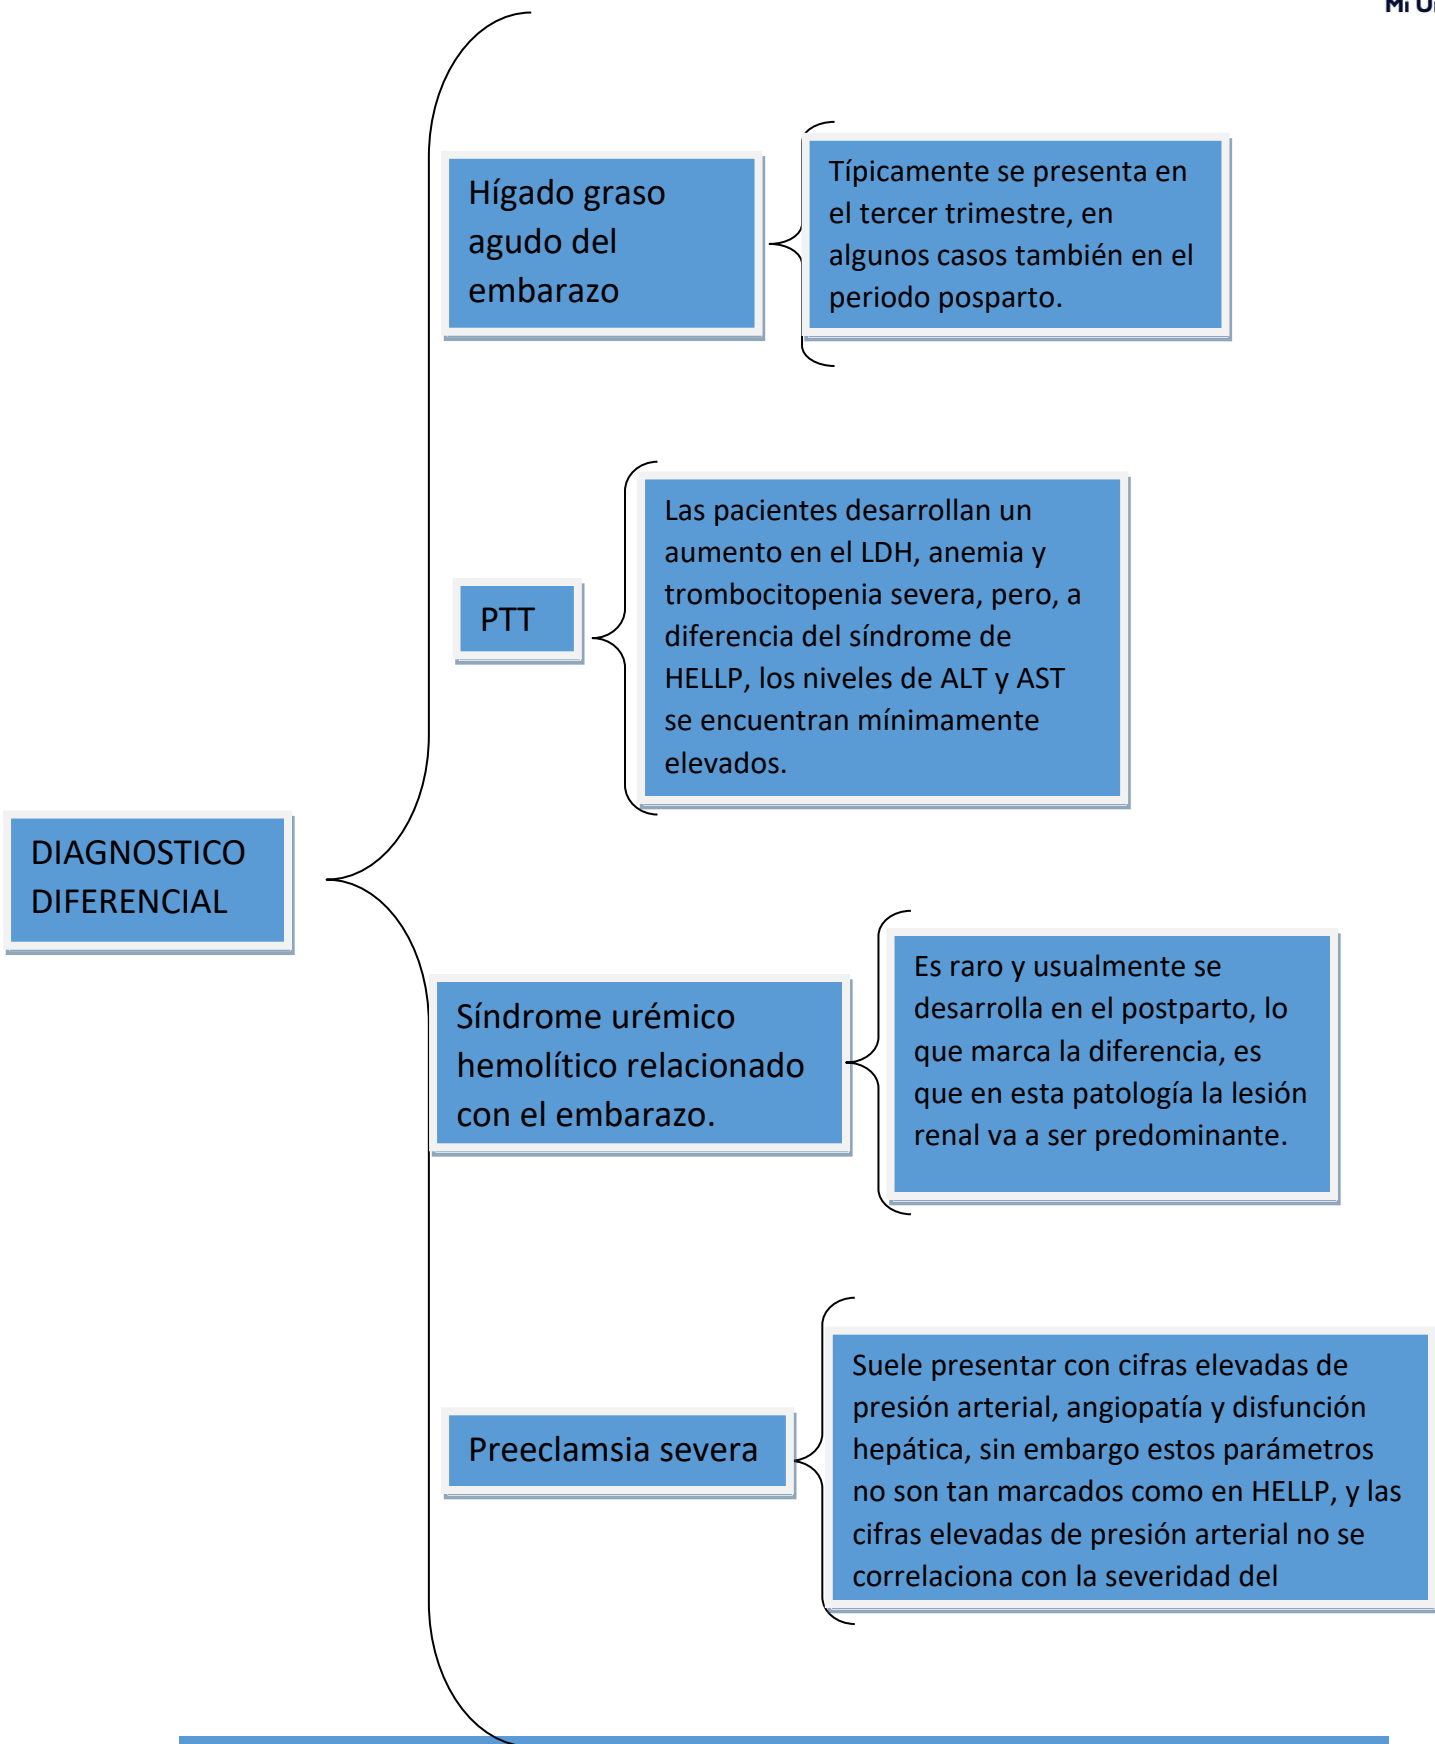 Hígado graso
agudo del
embarazo
Típicamente se presenta en
el tercer trimestre, en
algunos casos también en el
periodo posparto.
PTT
Las pacientes desarrollan un
aumento en el LDH, anemia y
trombocitopenia severa, pero, a
diferencia del síndrome de
HELLP, los niveles de ALT y AST
se encuentran mínimamente
elevados.
DIAGNOSTICO
DIFERENCIAL
Síndrome urémico
hemolítico relacionado
con el embarazo.
Es raro y usualmente se
desarrolla en el postparto, lo
que marca la diferencia, es
que en esta patología la lesión
renal va a ser predominante.
Preeclamsia severa
Suele presentar con cifras elevadas de
presión arterial, angiopatía y disfunción
hepática, sin embargo estos parámetros
no son tan marcados como en HELLP, y las
cifras elevadas de presión arterial no se
correlaciona con la severidad del